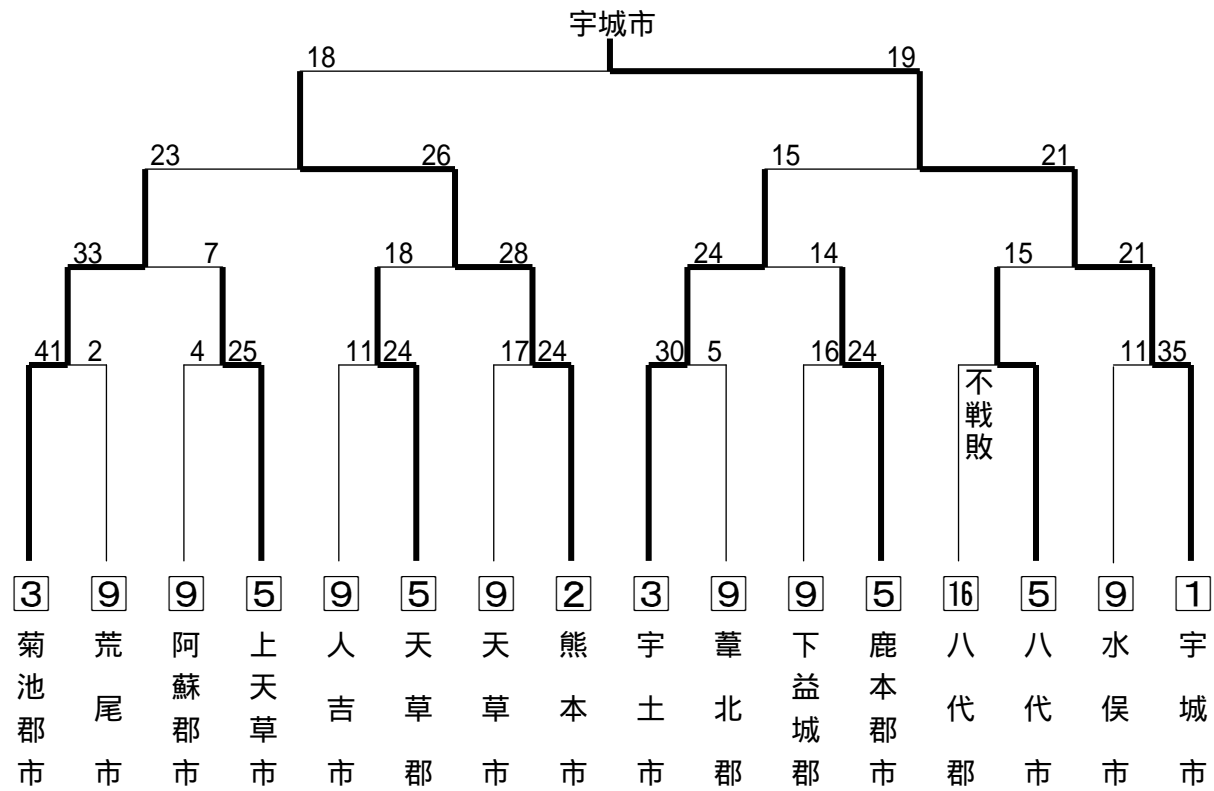 宇城市
18 19
23 26 15 21
33 7 18 28 24 14 15 21
41 2 4 25 11 24 17 24 30 5 16 24 11 35
不戦敗
3 9 9 5 9 5 9 2 3 9 9 5 16 5 9 1
菊池郡市
荒尾市
阿蘇郡市
上天草市
人吉市
天草郡
天草市
熊本市
宇土市
葦北郡
下益城郡
鹿本郡市
八代郡
八代市
水俣市
宇城市